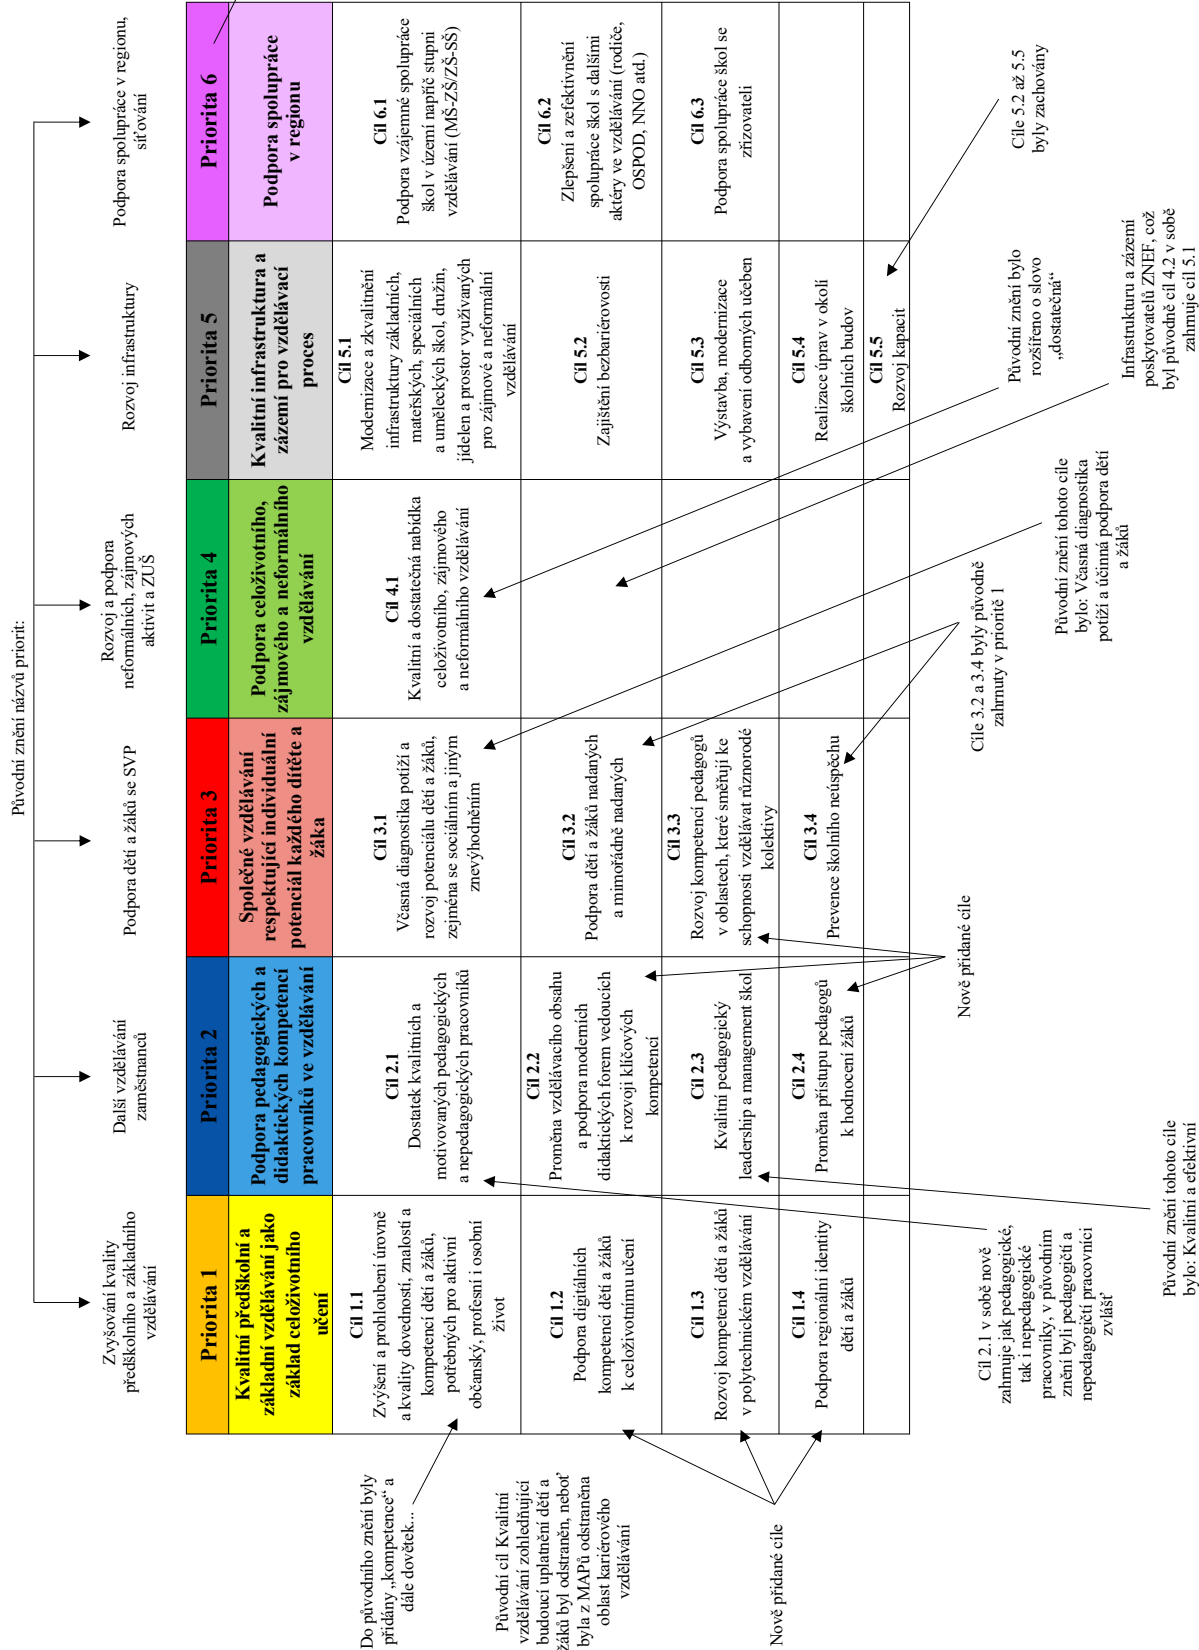 Původní znění názvů priorit:
Zvyšování kvality
předškolního a základního
vzdělávání
Další vzdělávání
zaměstnanců
Podpora dětí a žáků se SVP
Rozvoj a podpora
neformálních, zájmových
aktivit a ZUŠ
Rozvoj infrastruktury
Podpora spolupráce v regionu,
síťování
Priorita 1
Priorita 2
Priorita 3
Priorita 4
Priorita 5
Priorita 6
Kvalitní předškolní a
základní vzdělávání jako
základ celoživotního
učení
Podpora pedagogických a
didaktických kompetencí
pracovníků ve vzdělávání
Společné vzdělávání
respektující individuální
potenciál každého dítěte a
žáka
Podpora celoživotního,
zájmového a neformálního
vzdělávání
Kvalitní infrastruktura a
zázemí pro vzdělávací
proces
Podpora spolupráce
v regionu
Cíl 1.1
Zvýšení a prohloubení úrovně
a kvality dovedností, znalostí a
kompetencí dětí a žáků,
potřebných pro aktivní
občanský, profesní i osobní
život
Cíl 2.1
Dostatek kvalitních a
motivovaných pedagogických
a nepedagogických pracovníků
Cíl 3.1
Včasná diagnostika potíží a
rozvoj potenciálu dětí a žáků,
zejména se sociálním a jiným
znevýhodněním
Cíl 4.1
Kvalitní a dostatečná nabídka
celoživotního, zájmového
a neformálního vzdělávání
Cíl 5.1
Modernizace a zkvalitnění
infrastruktury základních,
mateřských, speciálních
a uměleckých škol, družin,
jídelen a prostor využívaných
pro zájmové a neformální
vzdělávání
Cíl 6.1
Podpora vzájemné spolupráce
škol v území napříč stupni
vzdělávání (MŠ-ZŠ/ZŠ-SŠ)
Cíl 1.2
Podpora digitálních
kompetencí dětí a žáků
k celoživotnímu učení
Cíl 2.2
Proměna vzdělávacího obsahu
a podpora moderních
didaktických forem vedoucích
k rozvoji klíčových
kompetencí
Cíl 3.2
Podpora dětí a žáků nadaných
a mimořádně nadaných
Cíl 5.2
Zajištění bezbariérovosti
Cíl 6.2
Zlepšení a zefektivnění
spolupráce škol s dalšími
aktéry ve vzdělávání (rodiče,
OSPOD, NNO atd.)
Cíl 1.3
Rozvoj kompetencí dětí a žáků
v polytechnickém vzdělávání
Cíl 2.3
Kvalitní pedagogický
leadership a management škol
Cíl 3.3
Rozvoj kompetencí pedagogů
v oblastech, které směřují ke
schopnosti vzdělávat různorodé
kolektivy
Cíl 5.3
Výstavba, modernizace
a vybavení odborných učeben
Cíl 6.3
Podpora spolupráce škol se
zřizovateli
Cíl 1.4
Podpora regionální identity
dětí a žáků
Cíl 2.4
Proměna přístupu pedagogů
k hodnocení žáků
Cíl 3.4
Prevence školního neúspěchu
Cíl 5.4
Realizace úprav v okolí
školních budov
Cíl 5.5
Rozvoj kapacit
Do původního znění byly
přidány „kompetence“ a
dále dovětek...
Původní cíl Kvalitní
vzdělávání zohledňující
budoucí uplatnění dětí a
žáků byl odstraněn, neboť
byla z MAPů odstraněna
oblast kariérového
vzdělávání
Nově přidané cíle
Cíl 2.1 v sobě nově
zahrnuje jak pedagogické,
tak i nepedagogické
pracovníky, v původním
znění byli pedagogičtí a
nepedagogičtí pracovníci
zvlášť
Původní znění tohoto cíle
bylo: Kvalitní a efektivní
Nově přidané cíle
Cíle 3.2 a 3.4 byly původně
zahrnuty v prioritě 1
Původní znění tohoto cíle
bylo: Včasná diagnostika
potíží a účinná podpora dětí
a žáků
Původní znění bylo
rozšířeno o slovo
„dostatečná“
Infrastrukturu a zázemí
poskytovatelů ZNEF, což
byl původně cíl 4.2 v sobě
zahrnuje cíl 5.1
Cíle 5.2 až 5.5
byly zachovány